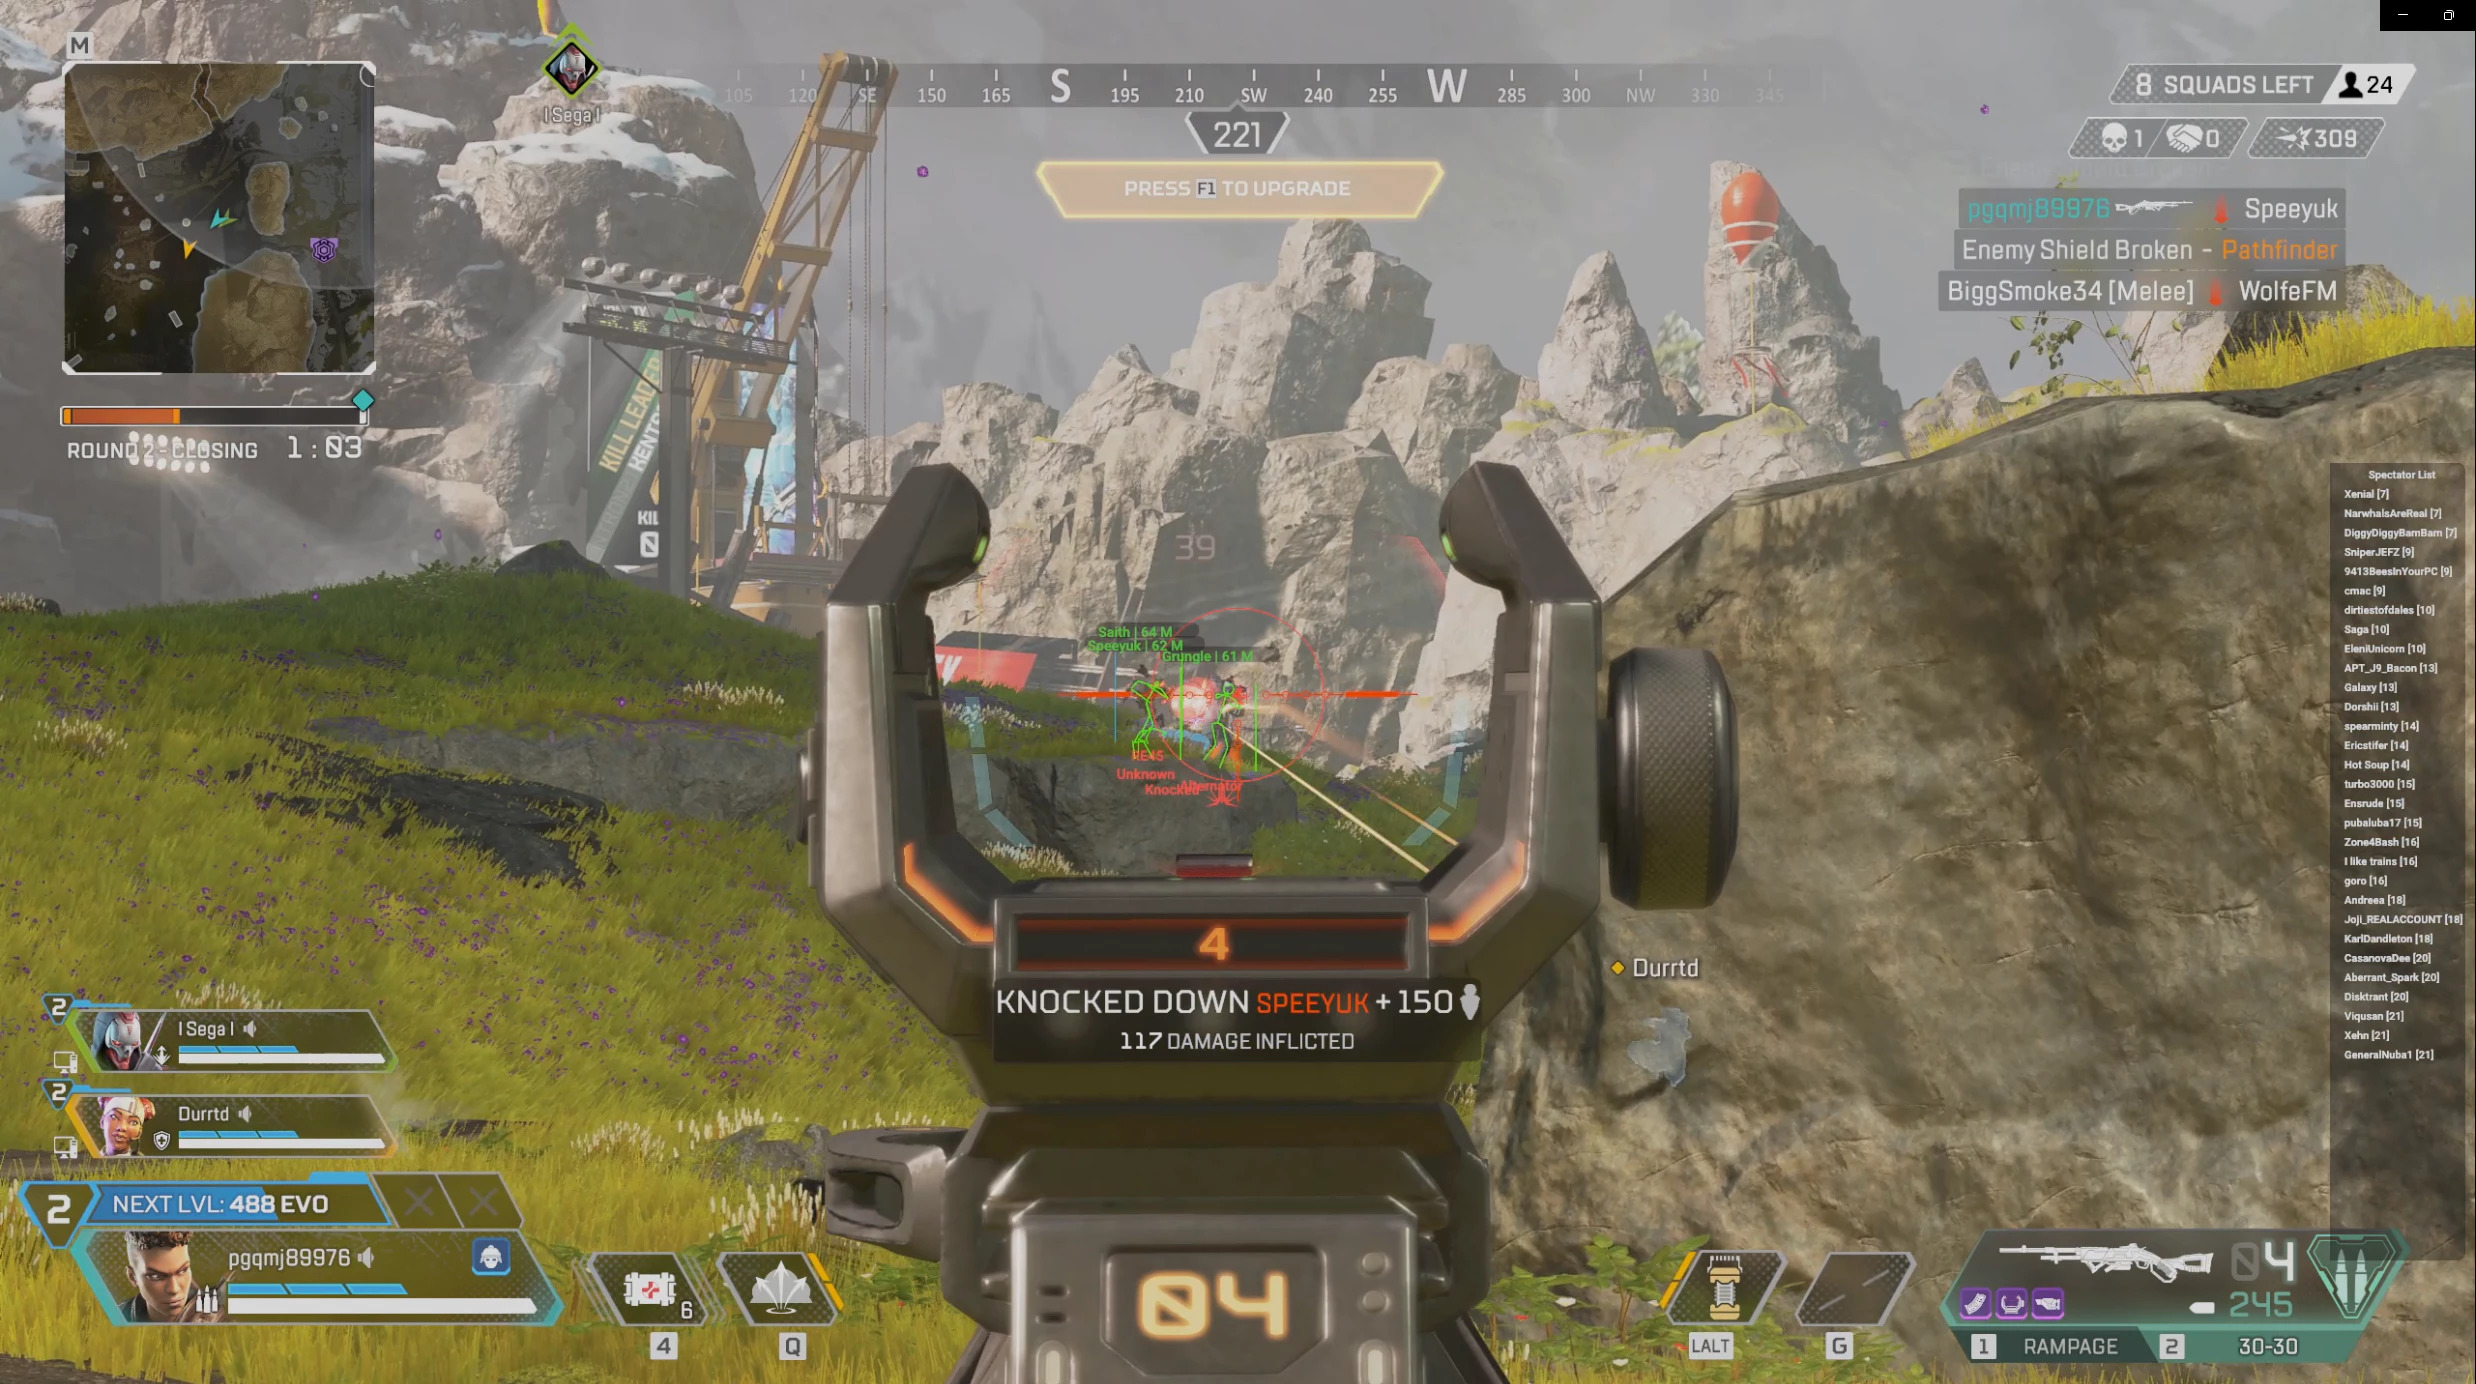 M
I Sega I
105 120 SE 150 165 S 195 210 SW 240 255 W 285 300 NW 330 345
221
PRESS F1 TO UPGRADE
8 SQUADS LEFT 24
1 0 309
pgqmj89976 Speeyuk
Enemy Shield Broken - Pathfinder
BiggSmoke34 [Melee] WolfeFM
ROUND 2 - CLOSING 1:03
KILL LEADER
KIL
0
39
Saith | 64 M
Speeyuk | 62 M
Grungle | 61 M
RE45
Unknown
Knocked
Alternator
4
KNOCKED DOWN SPEEYUK + 150
117 DAMAGE INFLICTED
Durrtd
04
Spectator List
Xenial [7]
NarwhalsAreReal [7]
DiggyDiggyBamBam [7]
SniperJEFZ [9]
9413BeesInYourPC [9]
cmac [9]
dirtiestofdales [10]
Saga [10]
EleniUnicorn [10]
APT_J9_Bacon [13]
Galaxy [13]
Dorshii [13]
spearminty [14]
Ericstifer [14]
Hot Soup [14]
turbo3000 [15]
Ensrude [15]
pubaluba17 [15]
Zone4Bash [16]
I like trains [16]
goro [16]
Andreea [18]
Joji_REALACCOUNT [18]
KarlDandleton [18]
CasanovaDee [20]
Aberrant_Spark [20]
Disktrant [20]
Viqusan [21]
Xehn [21]
GeneralNuba1 [21]
2
I Sega I
2
Durrtd
2
NEXT LVL: 488 EVO
pgqmj89976
6
4
Q
LALT
G
04
245
1 RAMPAGE 2 30-30